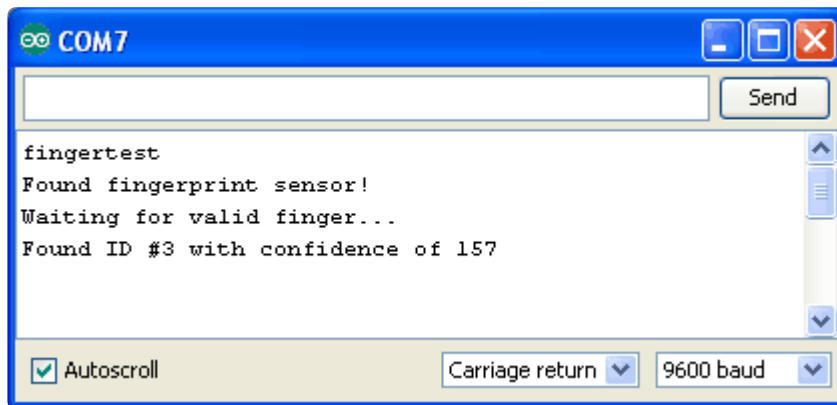 COM7
Send
fingertest
Found fingerprint sensor!
Waiting for valid finger...
Found ID #3 with confidence of 157
Autoscroll
Carriage return
9600 baud